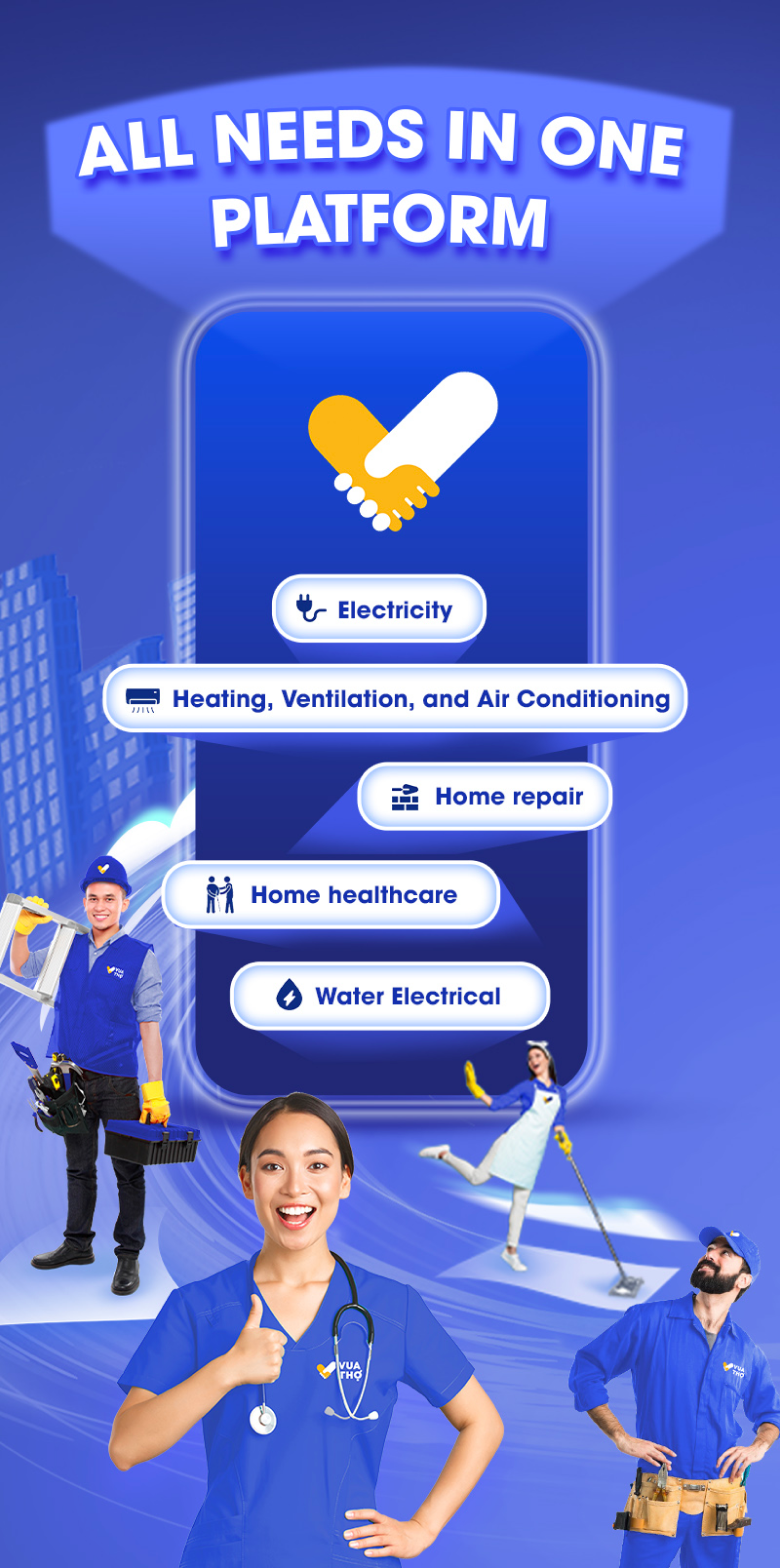 ALL NEEDS IN ONE
PLATFORM
Electricity
Heating, Ventilation, and Air Conditioning
Home repair
Home healthcare
Water Electrical
VUA
THỢ
VUA
THỢ
VUA
THỢ